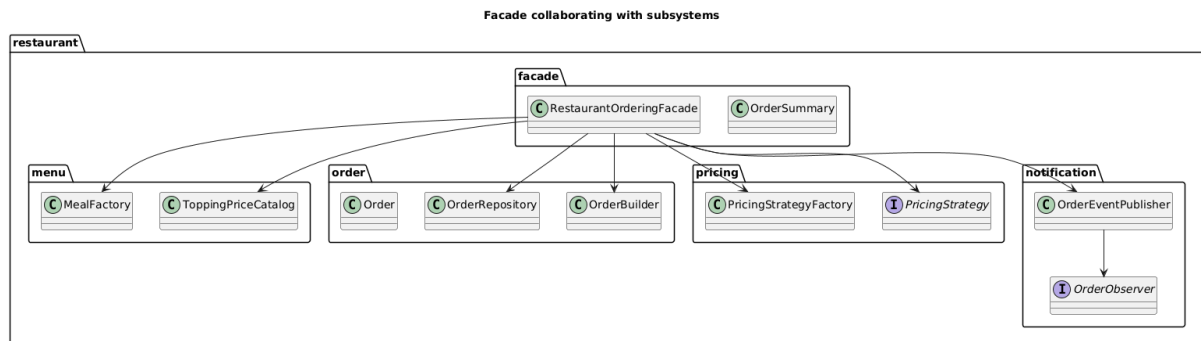 Facade collaborating with subsystems
restaurant
facade
C RestaurantOrderingFacade
C OrderSummary
menu
C MealFactory
C ToppingPriceCatalog
order
C Order
C OrderRepository
C OrderBuilder
pricing
C PricingStrategyFactory
I PricingStrategy
notification
C OrderEventPublisher
I OrderObserver